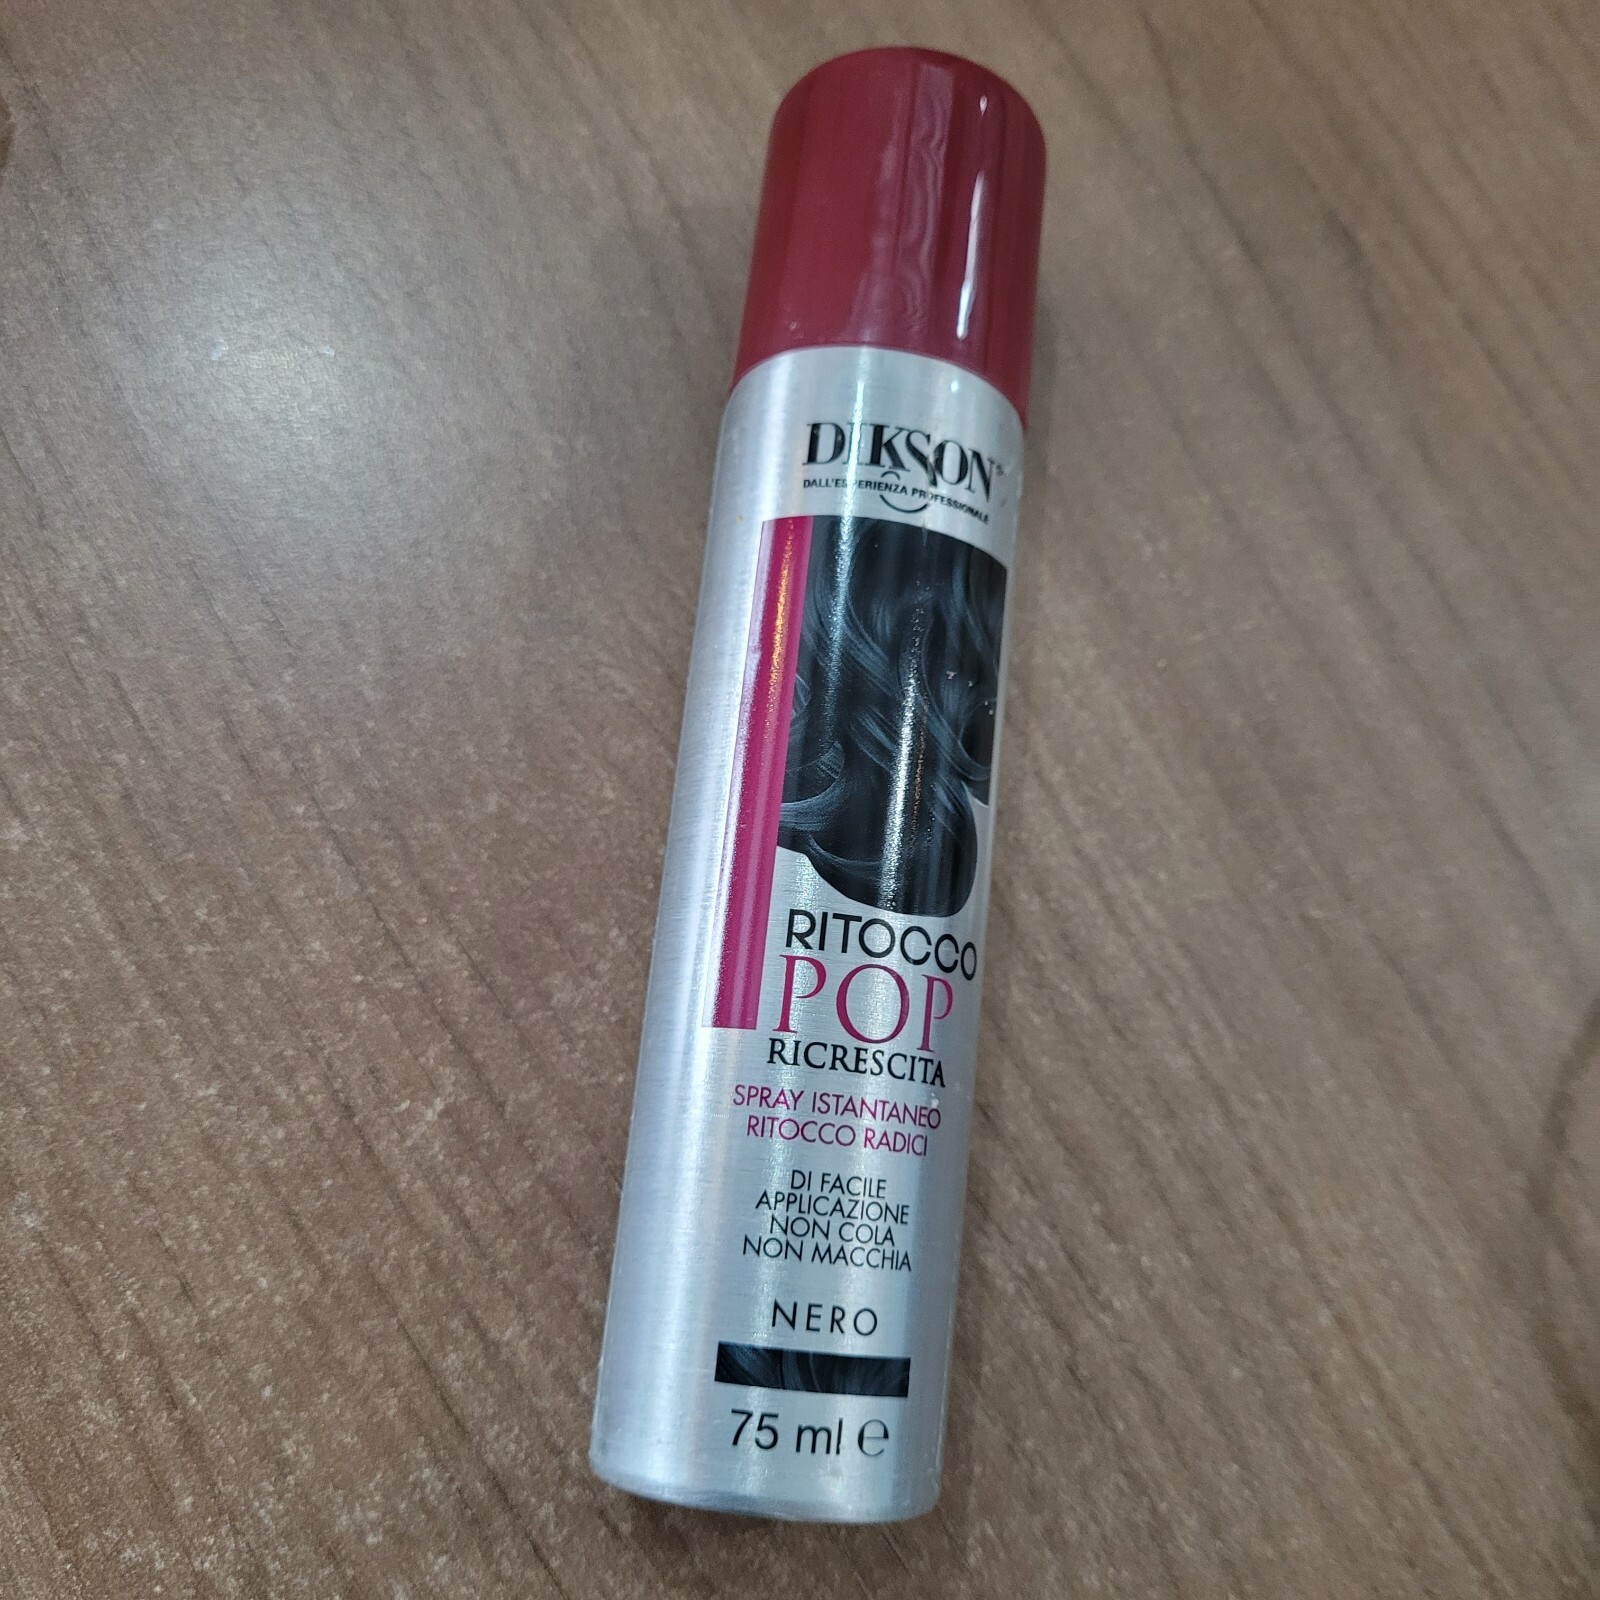 DIKSON®
DALL'ESPERIENZA PROFESSIONALE
RITOCCO
POP
RICRESCITA
SPRAY ISTANTANEO
RITOCCO RADICI
DI FACILE
APPLICAZIONE
NON COLA
NON MACCHIA
NERO
75 ml ℮